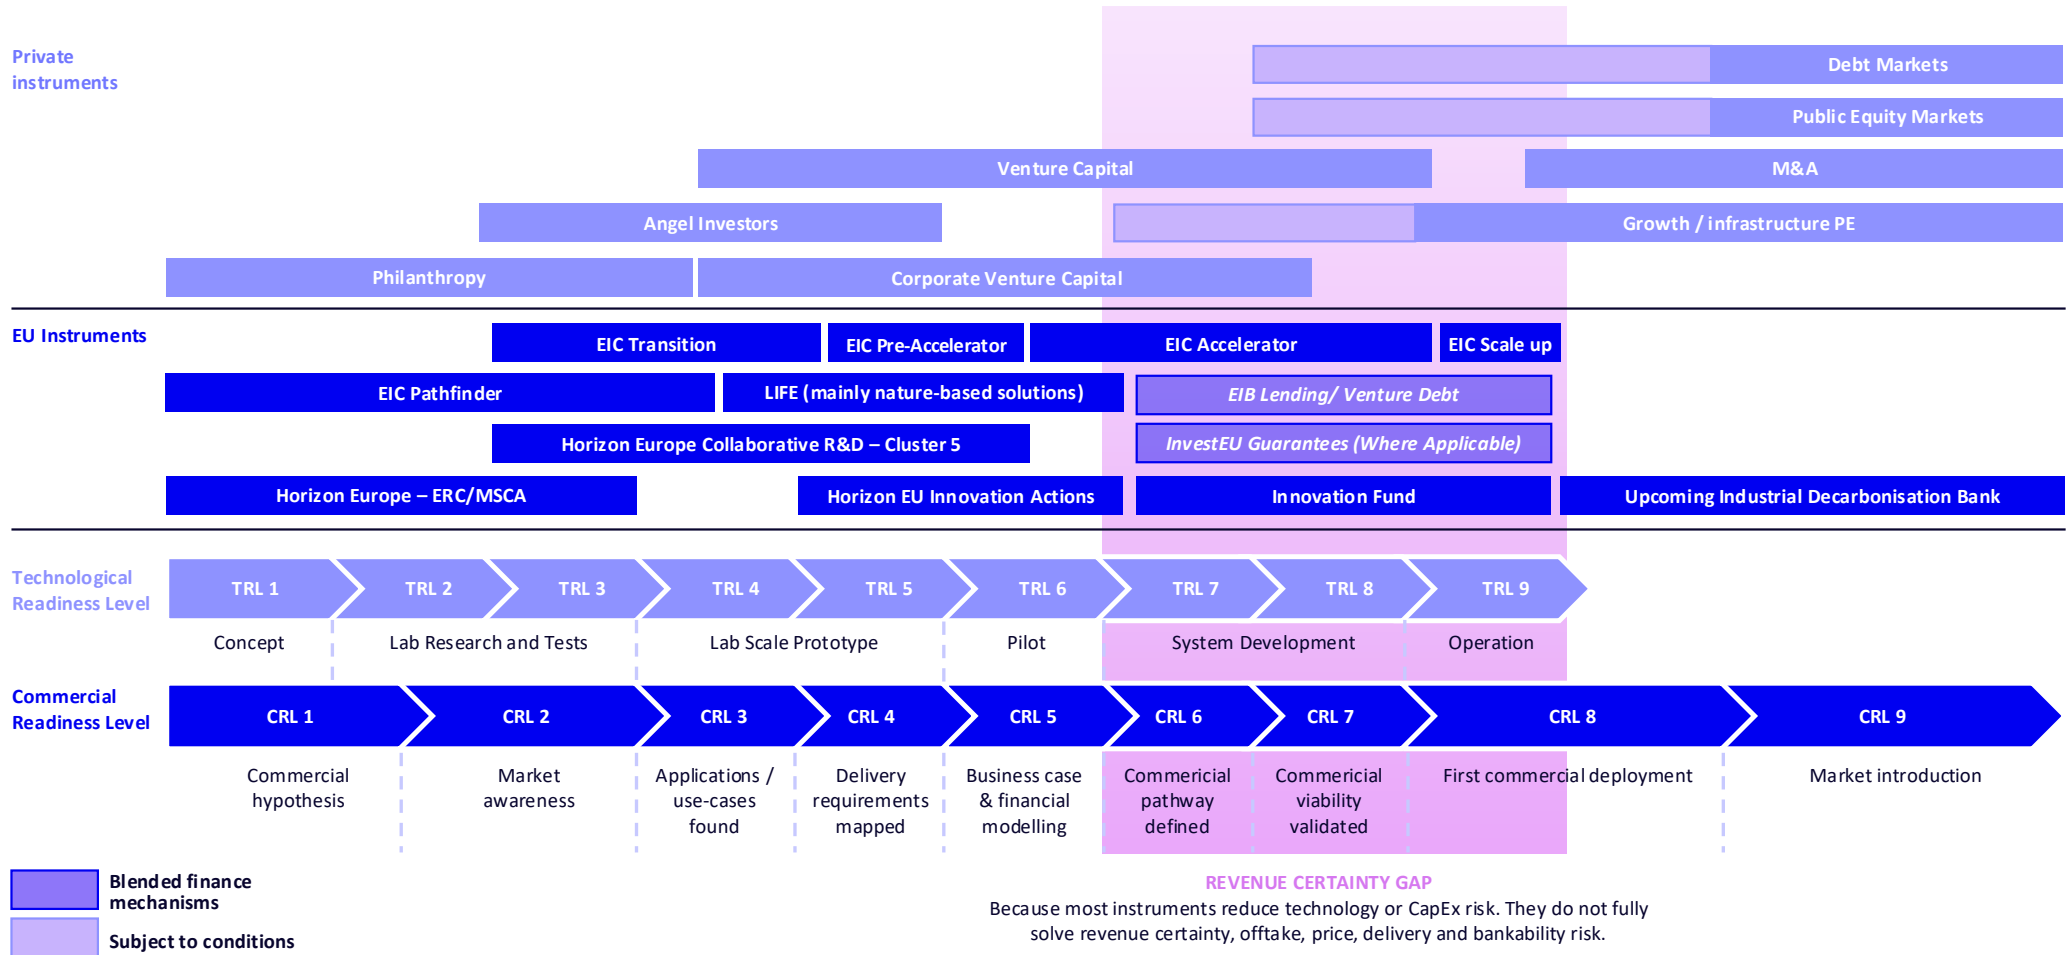 Private
instruments
Debt Markets
Public Equity Markets
Venture Capital
M&A
Angel Investors
Growth / infrastructure PE
Philanthropy
Corporate Venture Capital
EU Instruments
EIC Transition
EIC Pre-Accelerator
EIC Accelerator
EIC Scale up
EIC Pathfinder
LIFE (mainly nature-based solutions)
EIB Lending/ Venture Debt
Horizon Europe Collaborative R&D – Cluster 5
InvestEU Guarantees (Where Applicable)
Horizon Europe – ERC/MSCA
Horizon EU Innovation Actions
Innovation Fund
Upcoming Industrial Decarbonisation Bank
Technological
Readiness Level
TRL 1
TRL 2
TRL 3
TRL 4
TRL 5
TRL 6
TRL 7
TRL 8
TRL 9
Concept
Lab Research and Tests
Lab Scale Prototype
Pilot
System Development
Operation
Commercial
Readiness Level
CRL 1
CRL 2
CRL 3
CRL 4
CRL 5
CRL 6
CRL 7
CRL 8
CRL 9
Commercial
hypothesis
Market
awareness
Applications /
use-cases
found
Delivery
requirements
mapped
Business case
& financial
modelling
Commericial
pathway
defined
Commericial
viability
validated
First commercial deployment
Market introduction
Blended finance
mechanisms
Subject to conditions
REVENUE CERTAINTY GAP
Because most instruments reduce technology or CapEx risk. They do not fully
solve revenue certainty, offtake, price, delivery and bankability risk.